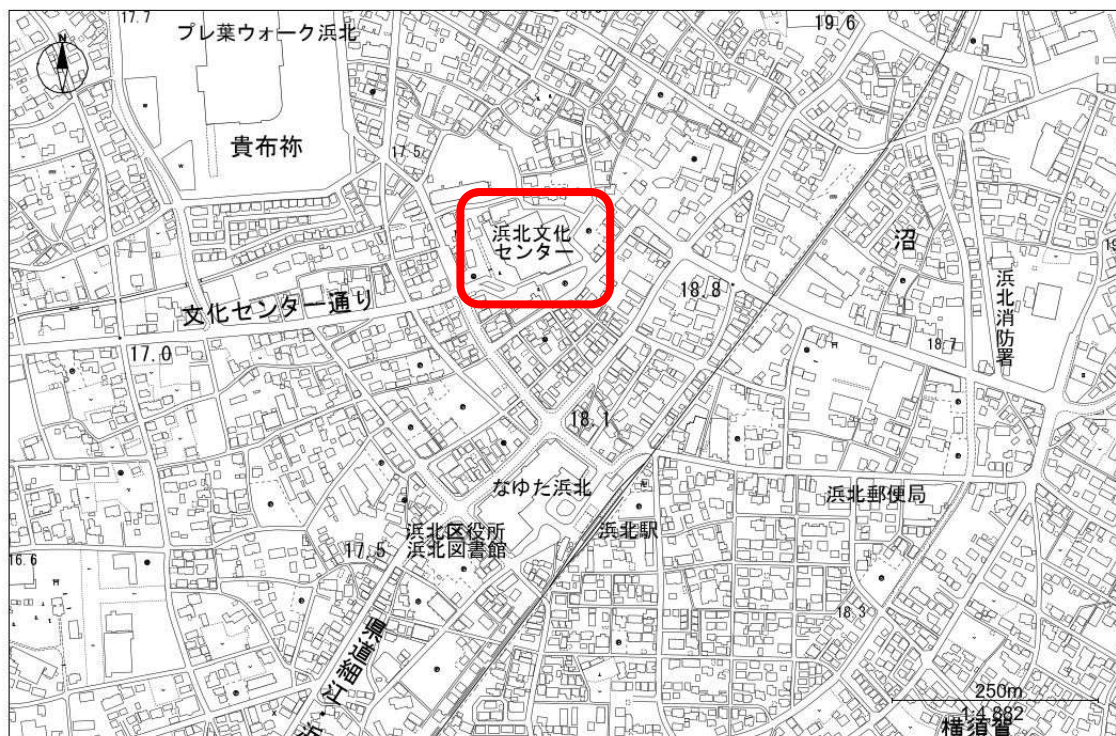 17.7
プレ葉ウォーク浜北
19.6
N
貴布祢
17.5
浜北文化
センター
沼
18.8
浜北消防署
文化センター通り
17.0
18.7
18.1
なゆた浜北
浜北郵便局
浜北区役所
浜北図書館
浜北駅
17.5
16.6
18.3
県道細江・浜
250m
1:4,882
横須賀